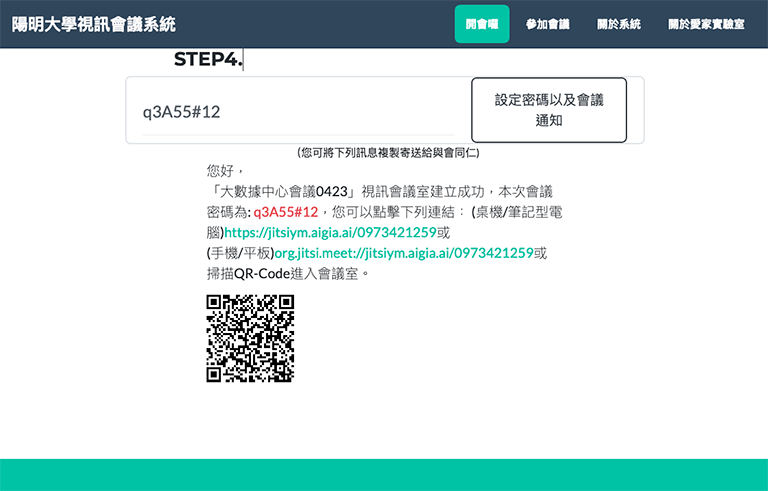 陽明大學視訊會議系統
開會囉
參加會議
關於系統
關於愛家實驗室
STEP4.
q3A55#12
設定密碼以及會議
通知
(您可將下列訊息複製寄送給與會同仁)
您好，
「大數據中心會議0423」視訊會議室建立成功，本次會議
密碼為: q3A55#12，您可以點擊下列連結： (桌機/筆記型電
腦)https://jitsiym.aigia.ai/0973421259或
(手機/平板)org.jitsi.meet://jitsiym.aigia.ai/0973421259或
掃描QR-Code進入會議室。